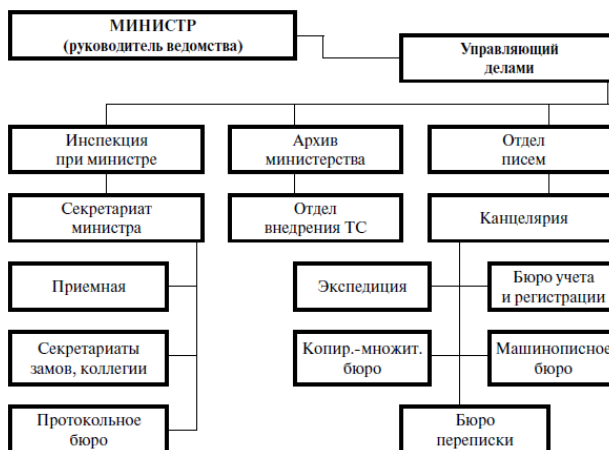 МИНИСТР
(руководитель ведомства)
Управляющий
делами
Инспекция
при министре
Архив
министерства
Отдел
писем
Секретариат
министра
Отдел
внедрения ТС
Канцелярия
Приемная
Экспедиция
Бюро учета
и регистрации
Секретариаты
замов, коллегии
Копир.-множит.
бюро
Машинописное
бюро
Протокольное
бюро
Бюро
переписки